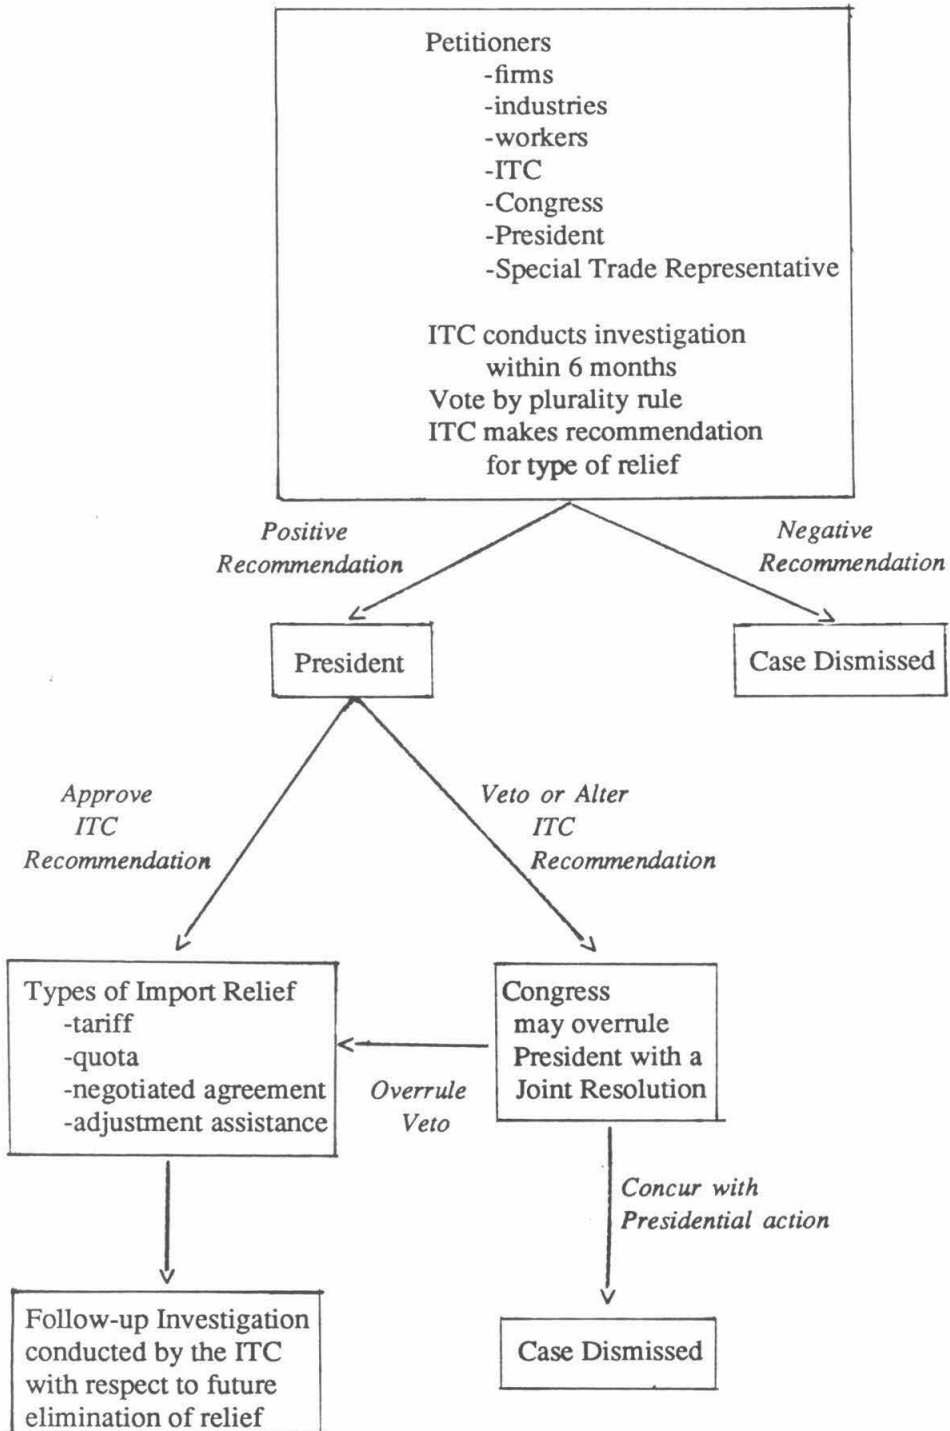 Petitioners
-firms
-industries
-workers
-ITC
-Congress
-President
-Special Trade Representative
ITC conducts investigation
within 6 months
Vote by plurality rule
ITC makes recommendation
for type of relief
Positive
Recommendation
Negative
Recommendation
President
Case Dismissed
Approve
ITC
Recommendation
Veto or Alter
ITC
Recommendation
Types of Import Relief
-tariff
-quota
-negotiated agreement
-adjustment assistance
Overrule
Veto
Congress
may overrule
President with a
Joint Resolution
Concur with
Presidential action
Follow-up Investigation
conducted by the ITC
with respect to future
elimination of relief
Case Dismissed